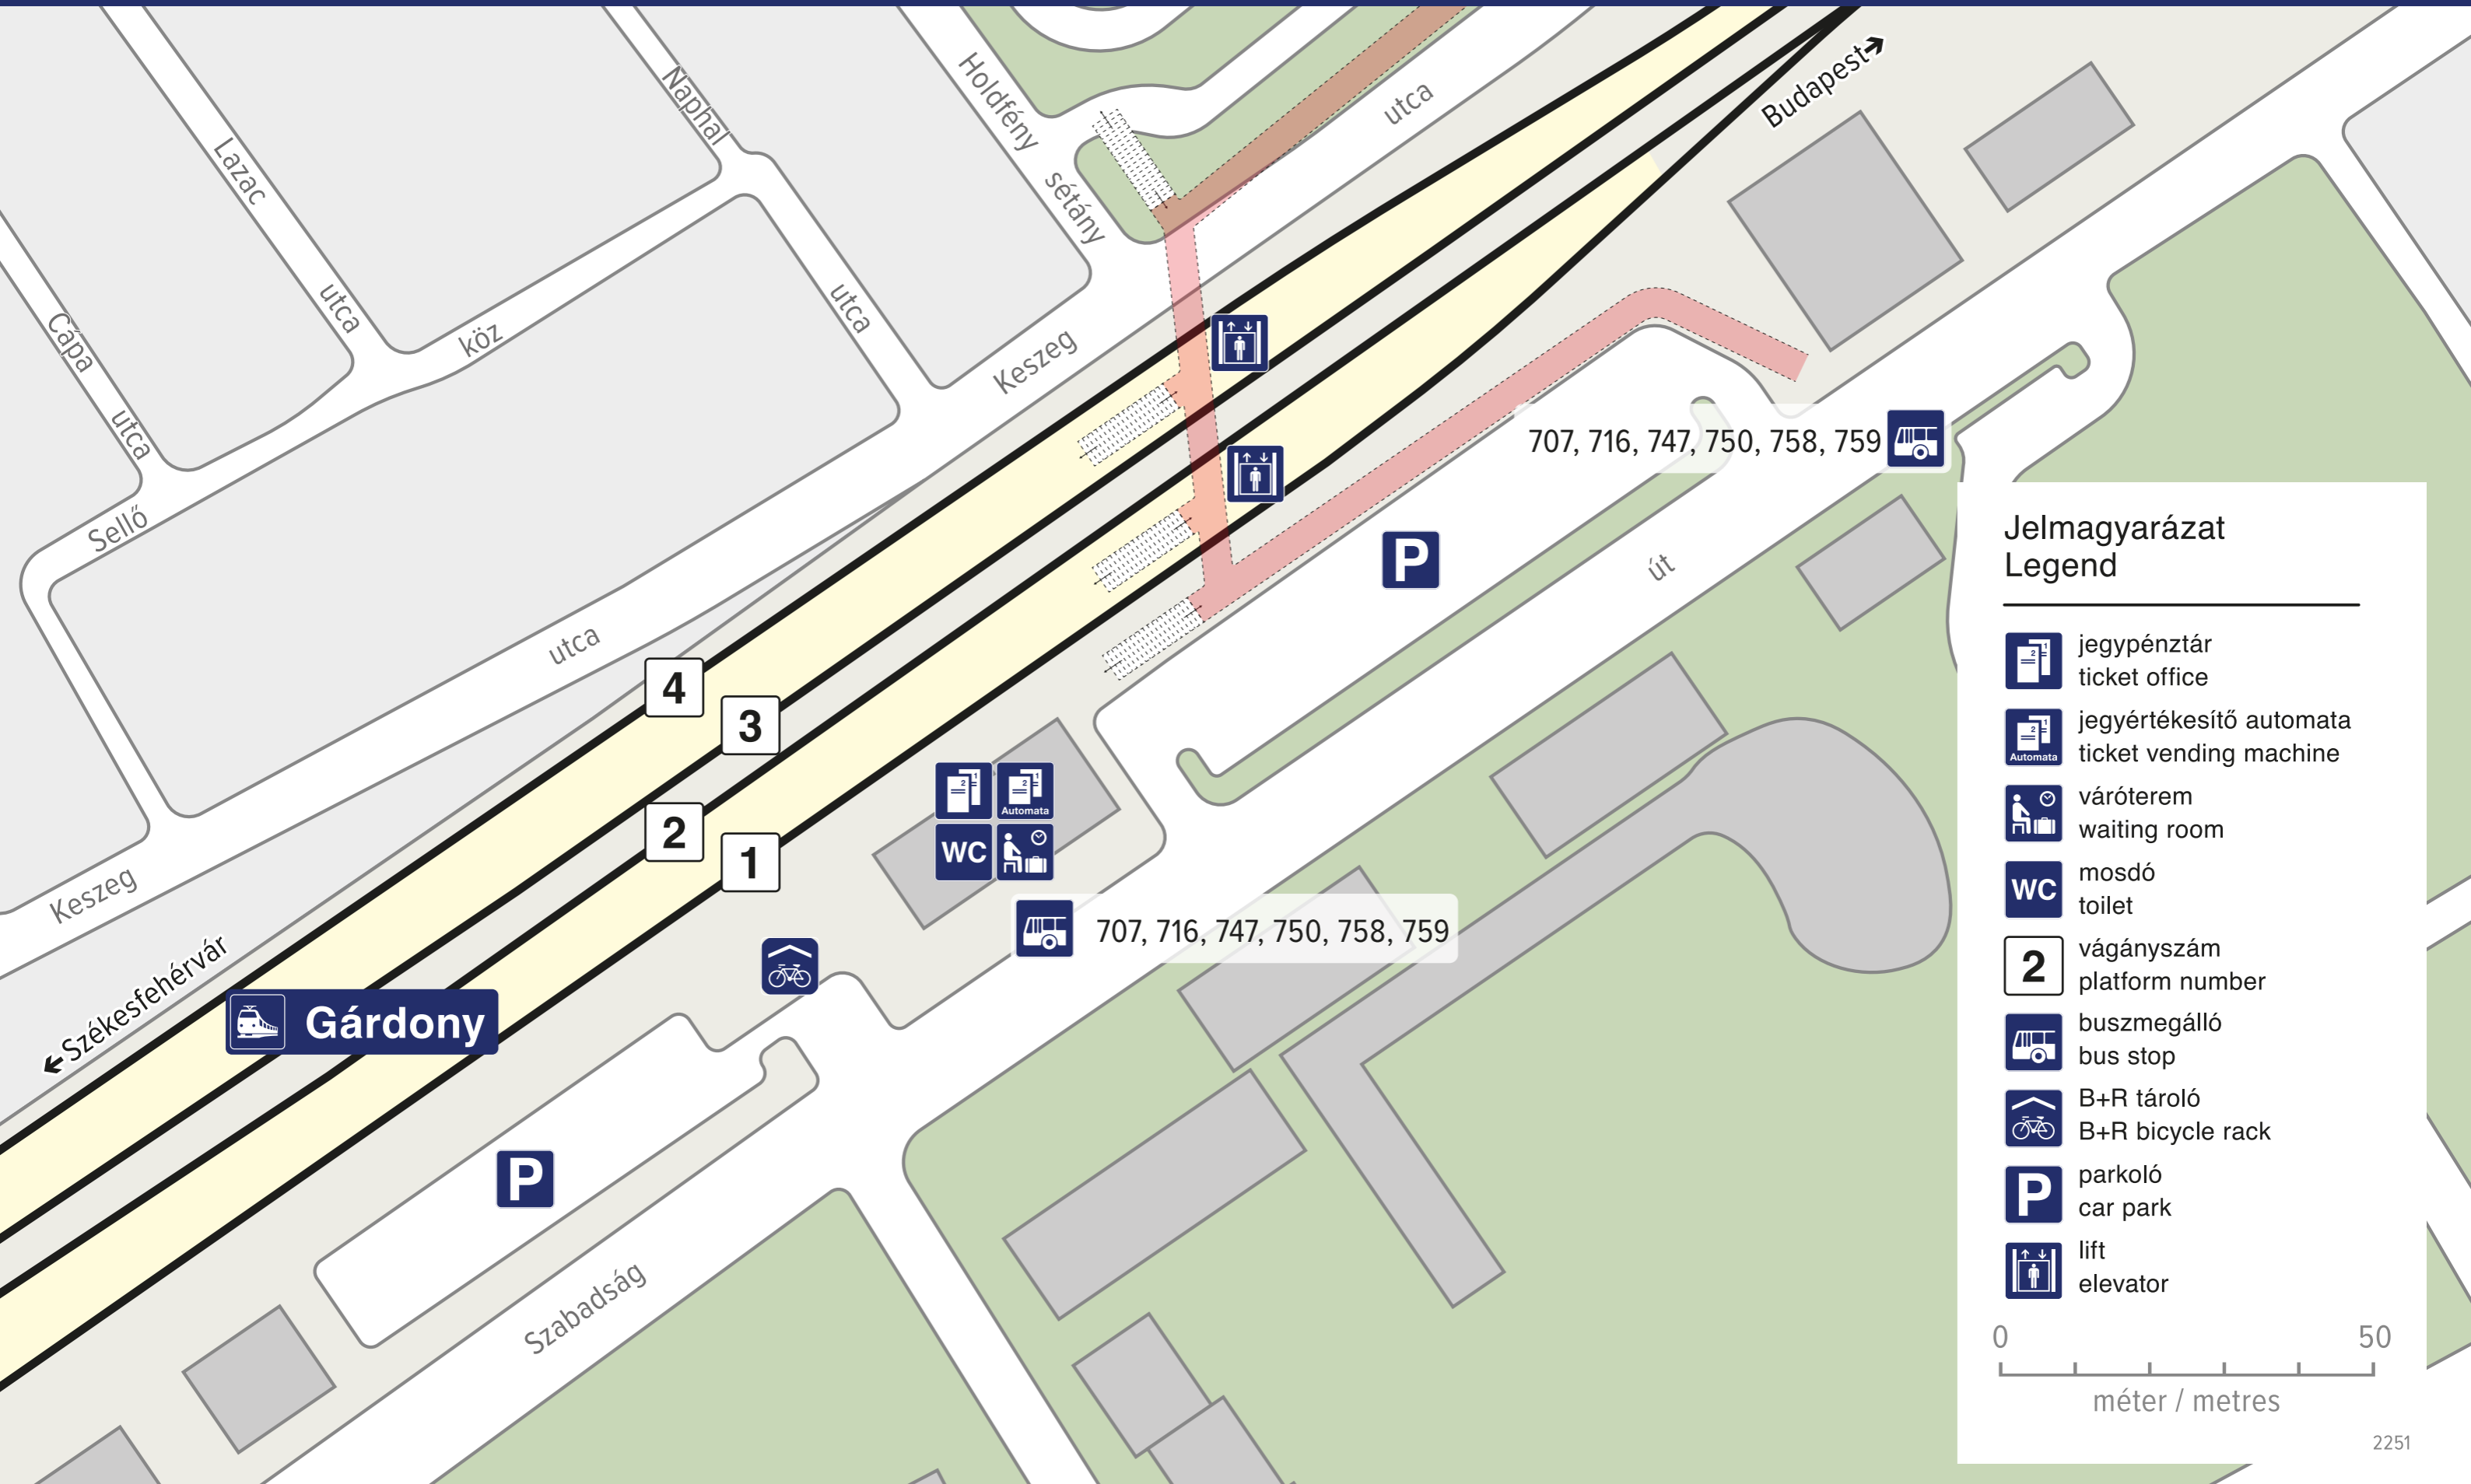 Holdfény
sétány
utca
Budapest
Naphal
utca
Lazac
utca
köz
Cápa
utca
Sellő
Keszeg
utca
Keszeg
707, 716, 747, 750, 758, 759
P
út
4
3
2
1
Automata
WC
707, 716, 747, 750, 758, 759
Székesfehérvár
Gárdony
P
Szabadság
Jelmagyarázat
Legend
jegypénztár
ticket office
Automata
jegyértékesítő automata
ticket vending machine
váróterem
waiting room
WC
mosdó
toilet
2
vágányszám
platform number
buszmegálló
bus stop
B+R tároló
B+R bicycle rack
P
parkoló
car park
lift
elevator
0 50
méter / metres
2251